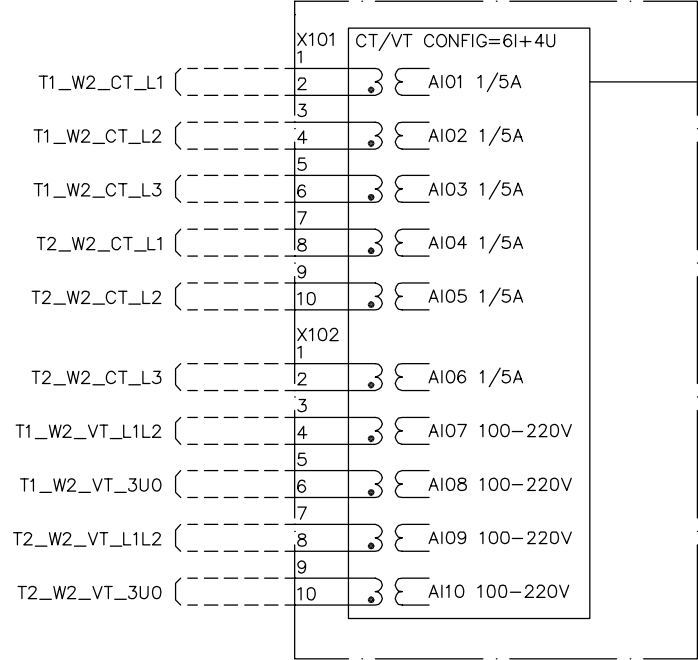 X101 CT/VT CONFIG=6I+4U
1
T1_W2_CT_L1 2 AI01 1/5A
3
T1_W2_CT_L2 4 AI02 1/5A
5
T1_W2_CT_L3 6 AI03 1/5A
7
T2_W2_CT_L1 8 AI04 1/5A
9
T2_W2_CT_L2 10 AI05 1/5A
X102
1
T2_W2_CT_L3 2 AI06 1/5A
3
T1_W2_VT_L1L2 4 AI07 100-220V
5
T1_W2_VT_3U0 6 AI08 100-220V
7
T2_W2_VT_L1L2 8 AI09 100-220V
9
T2_W2_VT_3U0 10 AI10 100-220V